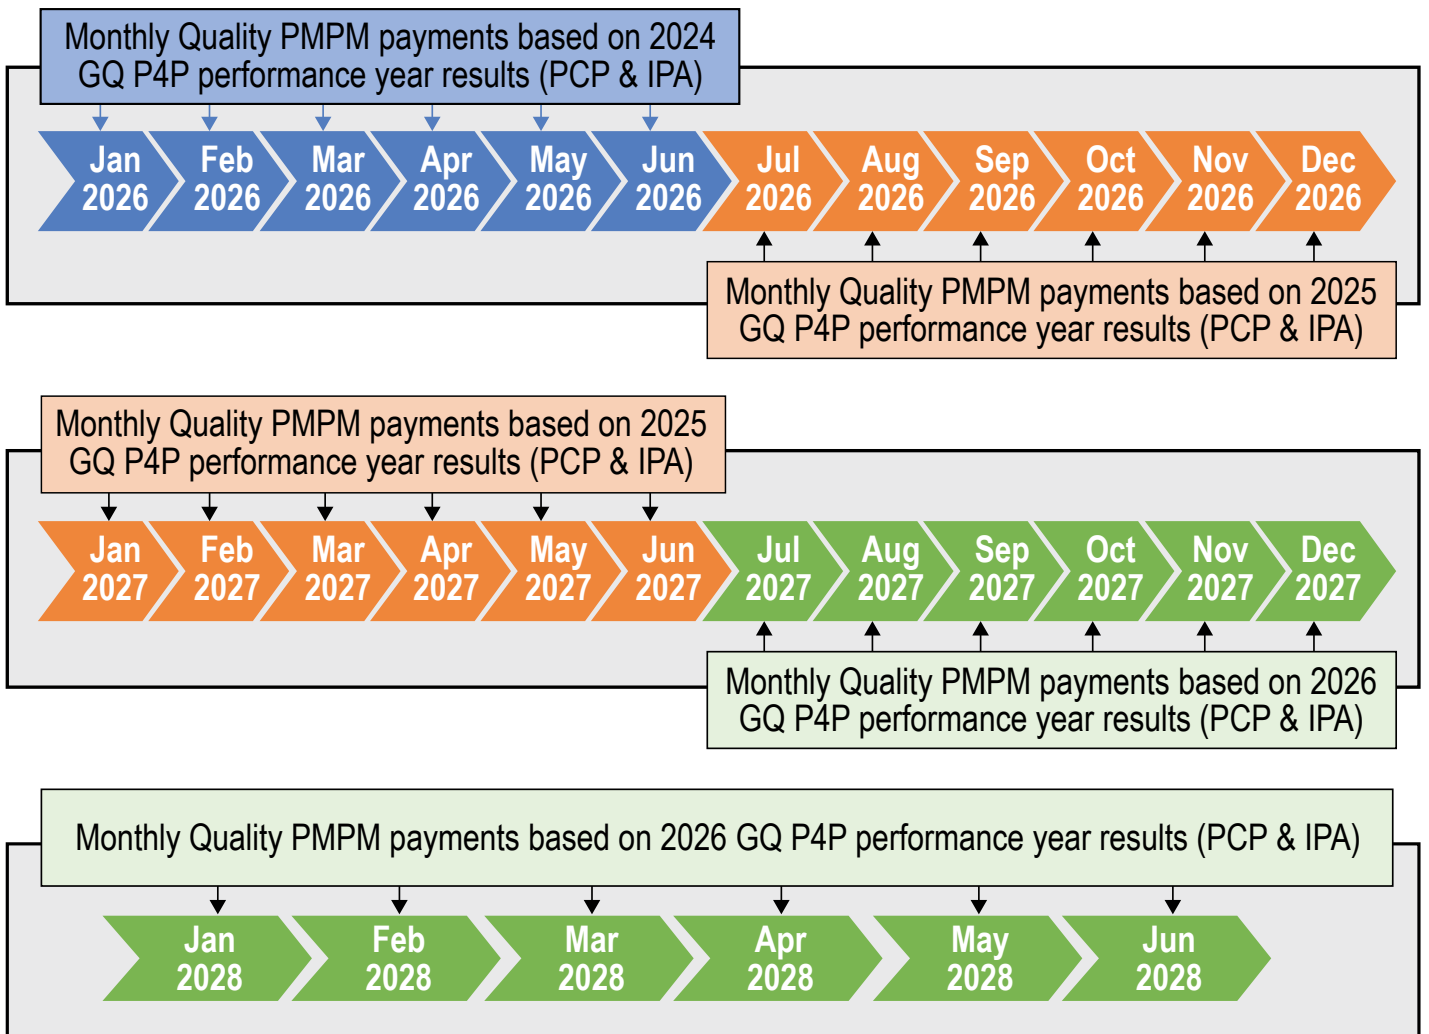 Monthly Quality PMPM payments based on 2024
GQ P4P performance year results (PCP & IPA)
Jan Feb Mar Apr May Jun Jul Aug Sep Oct Nov Dec
2026 2026 2026 2026 2026 2026 2026 2026 2026 2026 2026 2026
Monthly Quality PMPM payments based on 2025
GQ P4P performance year results (PCP & IPA)
Monthly Quality PMPM payments based on 2025
GQ P4P performance year results (PCP & IPA)
Jan Feb Mar Apr May Jun Jul Aug Sep Oct Nov Dec
2027 2027 2027 2027 2027 2027 2027 2027 2027 2027 2027 2027
Monthly Quality PMPM payments based on 2026
GQ P4P performance year results (PCP & IPA)
Monthly Quality PMPM payments based on 2026 GQ P4P performance year results (PCP & IPA)
Jan Feb Mar Apr May Jun
2028 2028 2028 2028 2028 2028